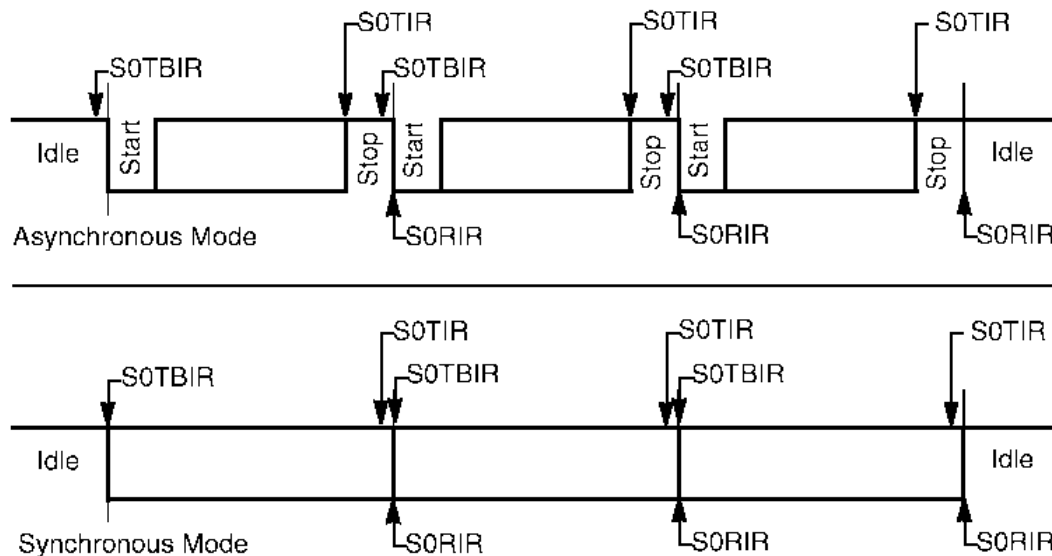 S0TIR S0TIR S0TIR
S0TBIR S0TBIR S0TBIR
Idle Start Stop Start Stop Start Stop Idle
Asynchronous Mode S0RIR S0RIR S0RIR
S0TIR S0TIR S0TIR
S0TBIR S0TBIR S0TBIR
Idle Idle
Synchronous Mode S0RIR S0RIR S0RIR